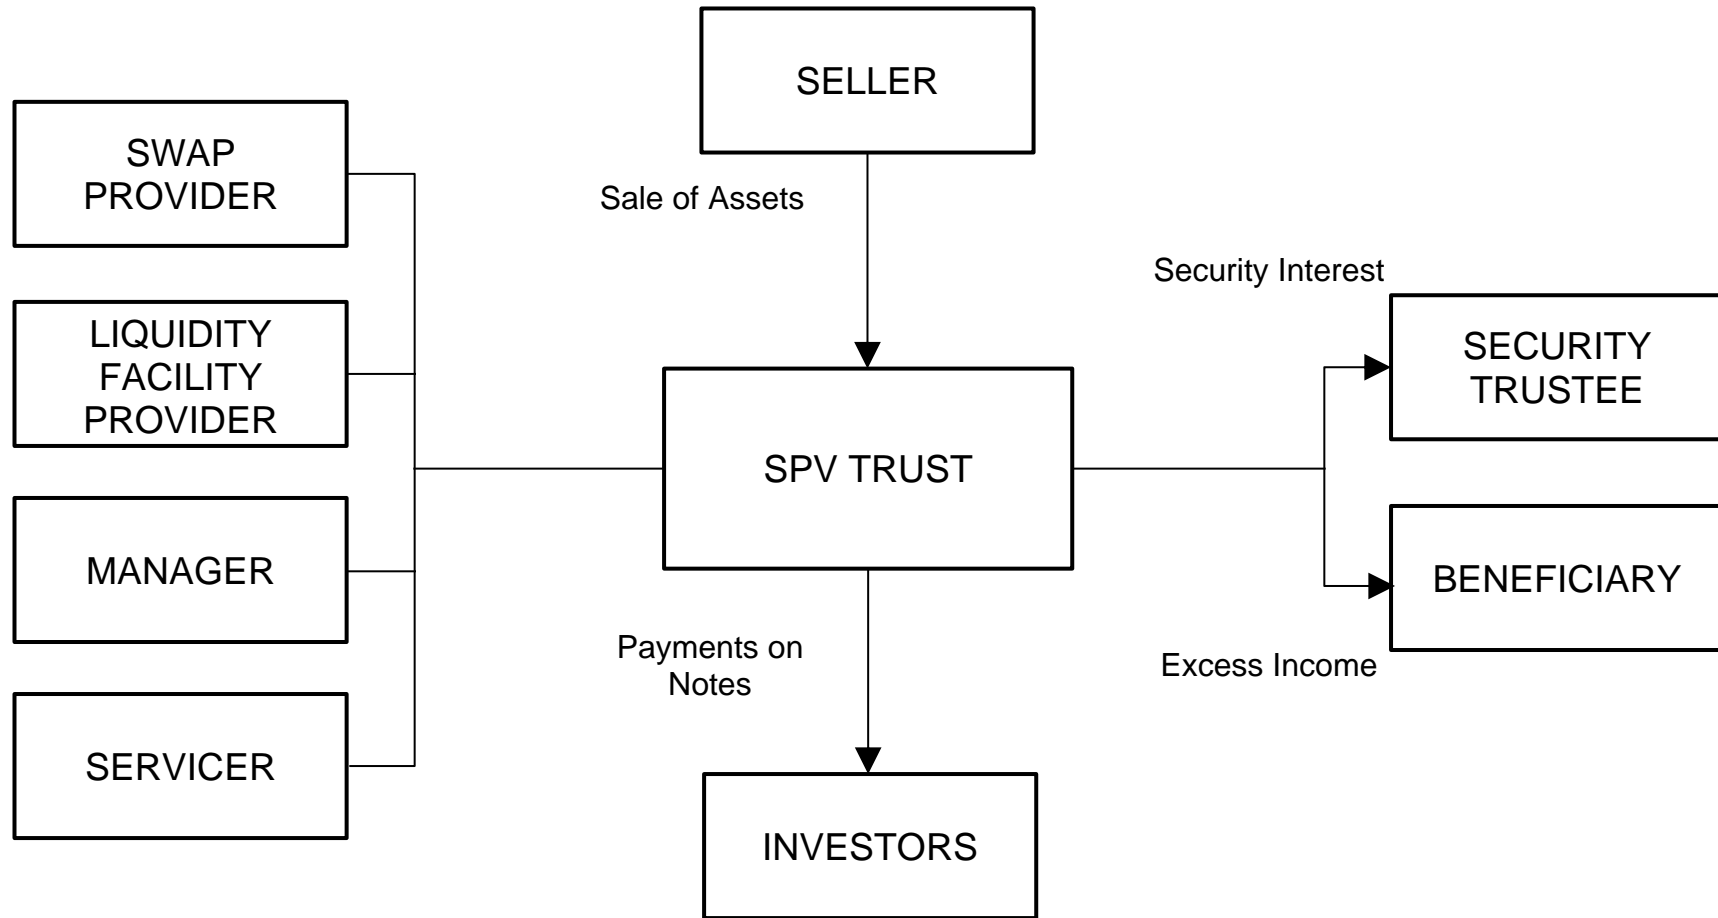 SELLER
SWAP
PROVIDER
Sale of Assets
Security Interest
LIQUIDITY
FACILITY
PROVIDER
SECURITY
TRUSTEE
SPV TRUST
MANAGER
BENEFICIARY
Payments on
Notes
Excess Income
SERVICER
INVESTORS